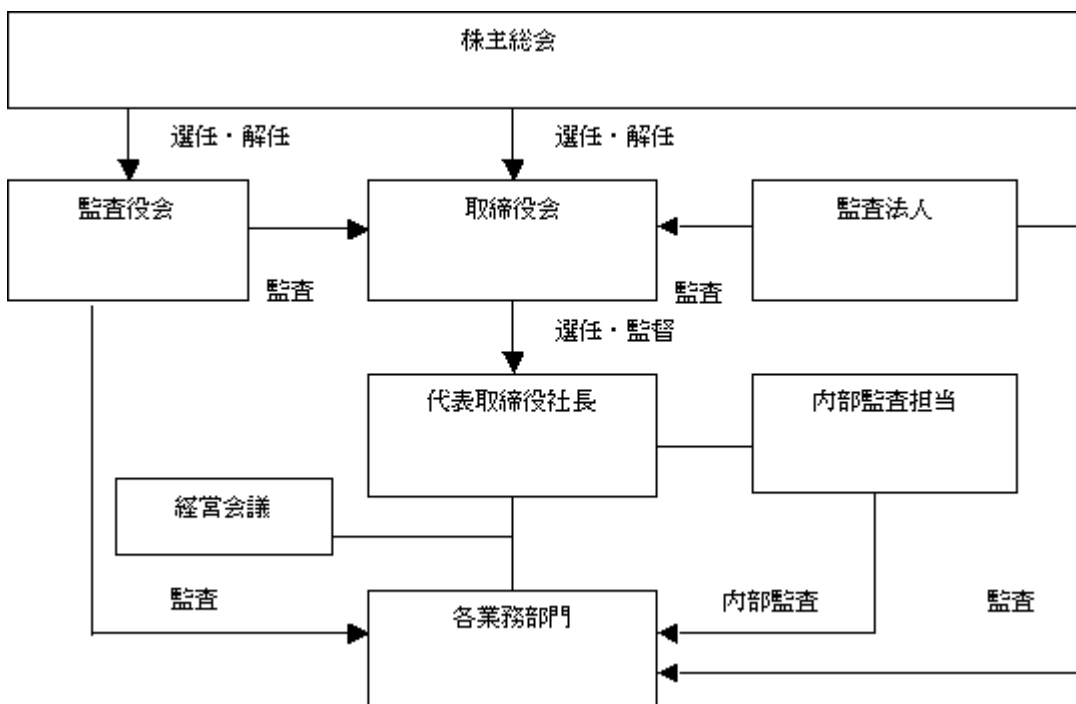 株主総会
選任・解任
選任・解任
監査役会
取締役会
監査法人
監査
監査
選任・監督
代表取締役社長
内部監査担当
経営会議
監査
内部監査
監査
各業務部門